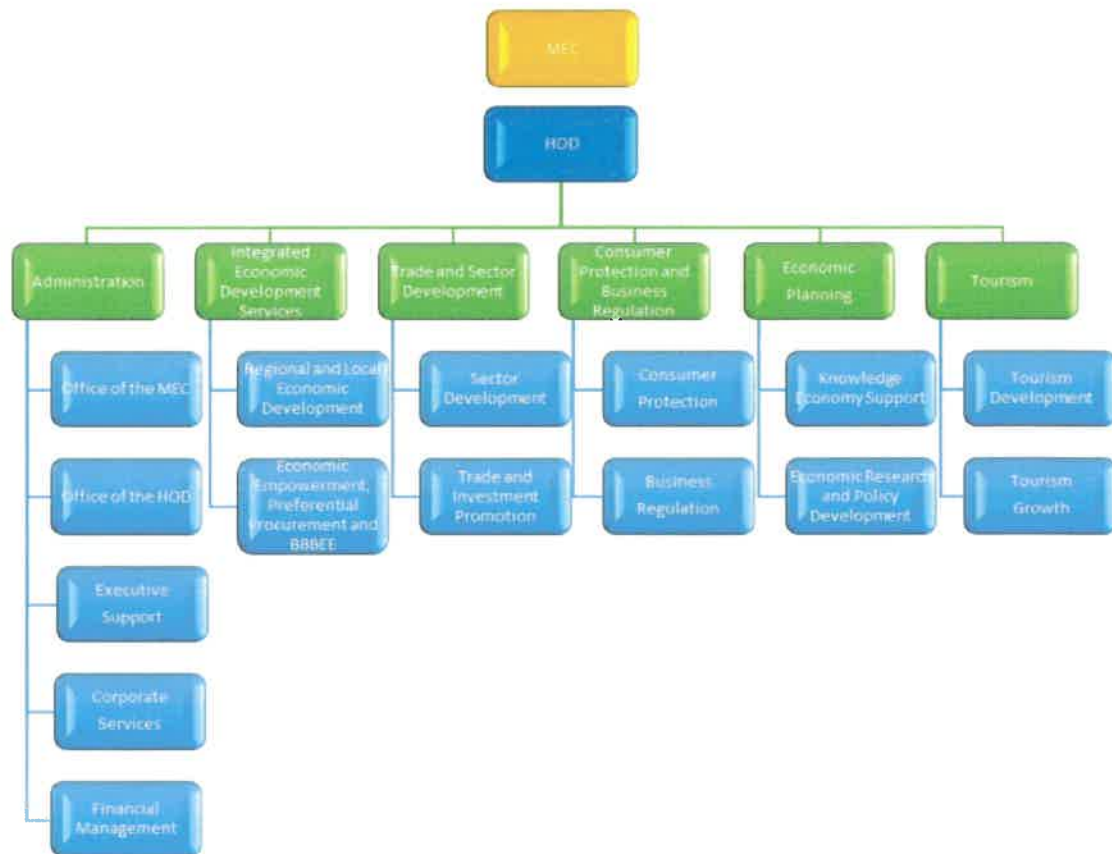 MEC
HOD
Administration
Integrated
Economic
Development
Services
Trade and Sector
Development
Consumer
Protection and
Business
Regulation
Economic
Planning
Tourism
Office of the MEC
Regional and Local
Economic
Development
Sector
Development
Consumer
Protection
Knowledge
Economy Support
Tourism
Development
Office of the HOD
Economic
Empowerment,
Preferential
Procurement and
BBBEE
Trade and
Investment
Promotion
Business
Regulation
Economic Research
and Policy
Development
Tourism
Growth
Executive
Support
Corporate
Services
Financial
Management